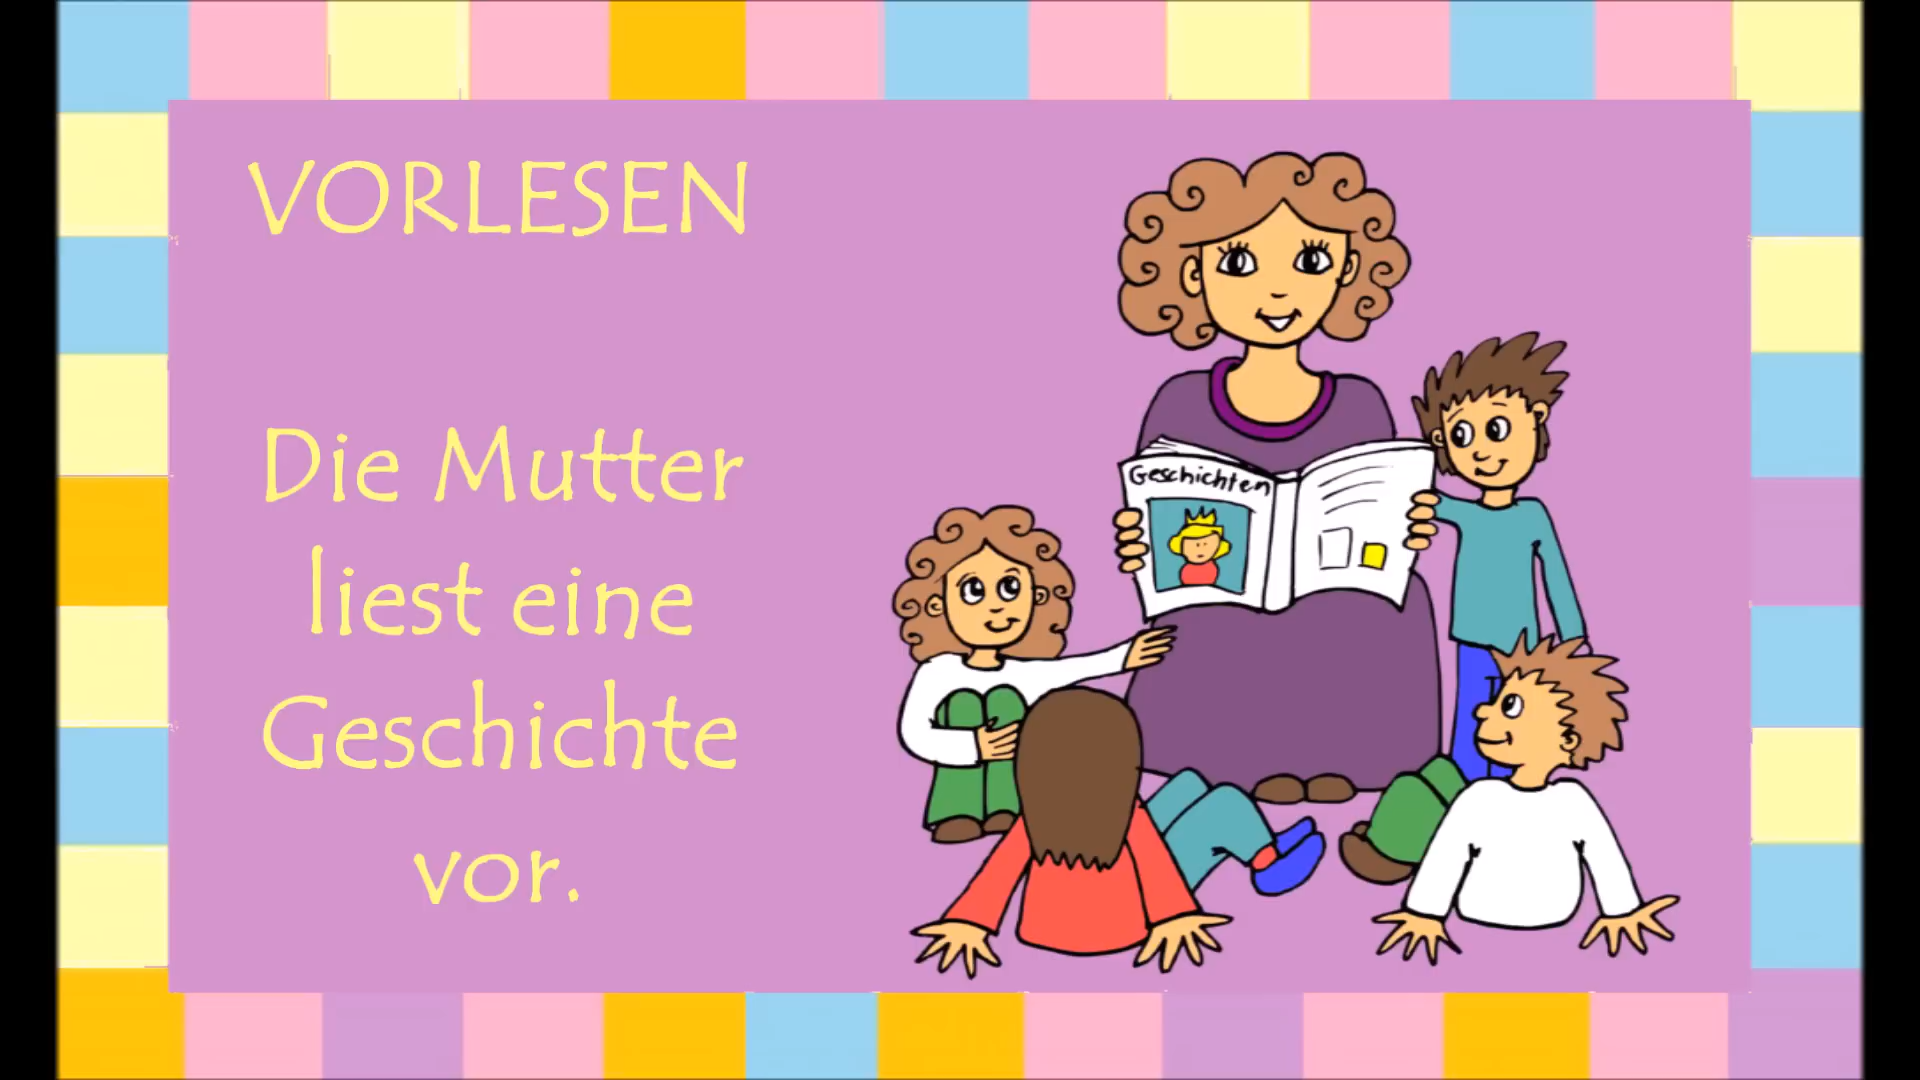 VORLESEN
Die Mutter
liest eine
Geschichte
vor.
Geschichten